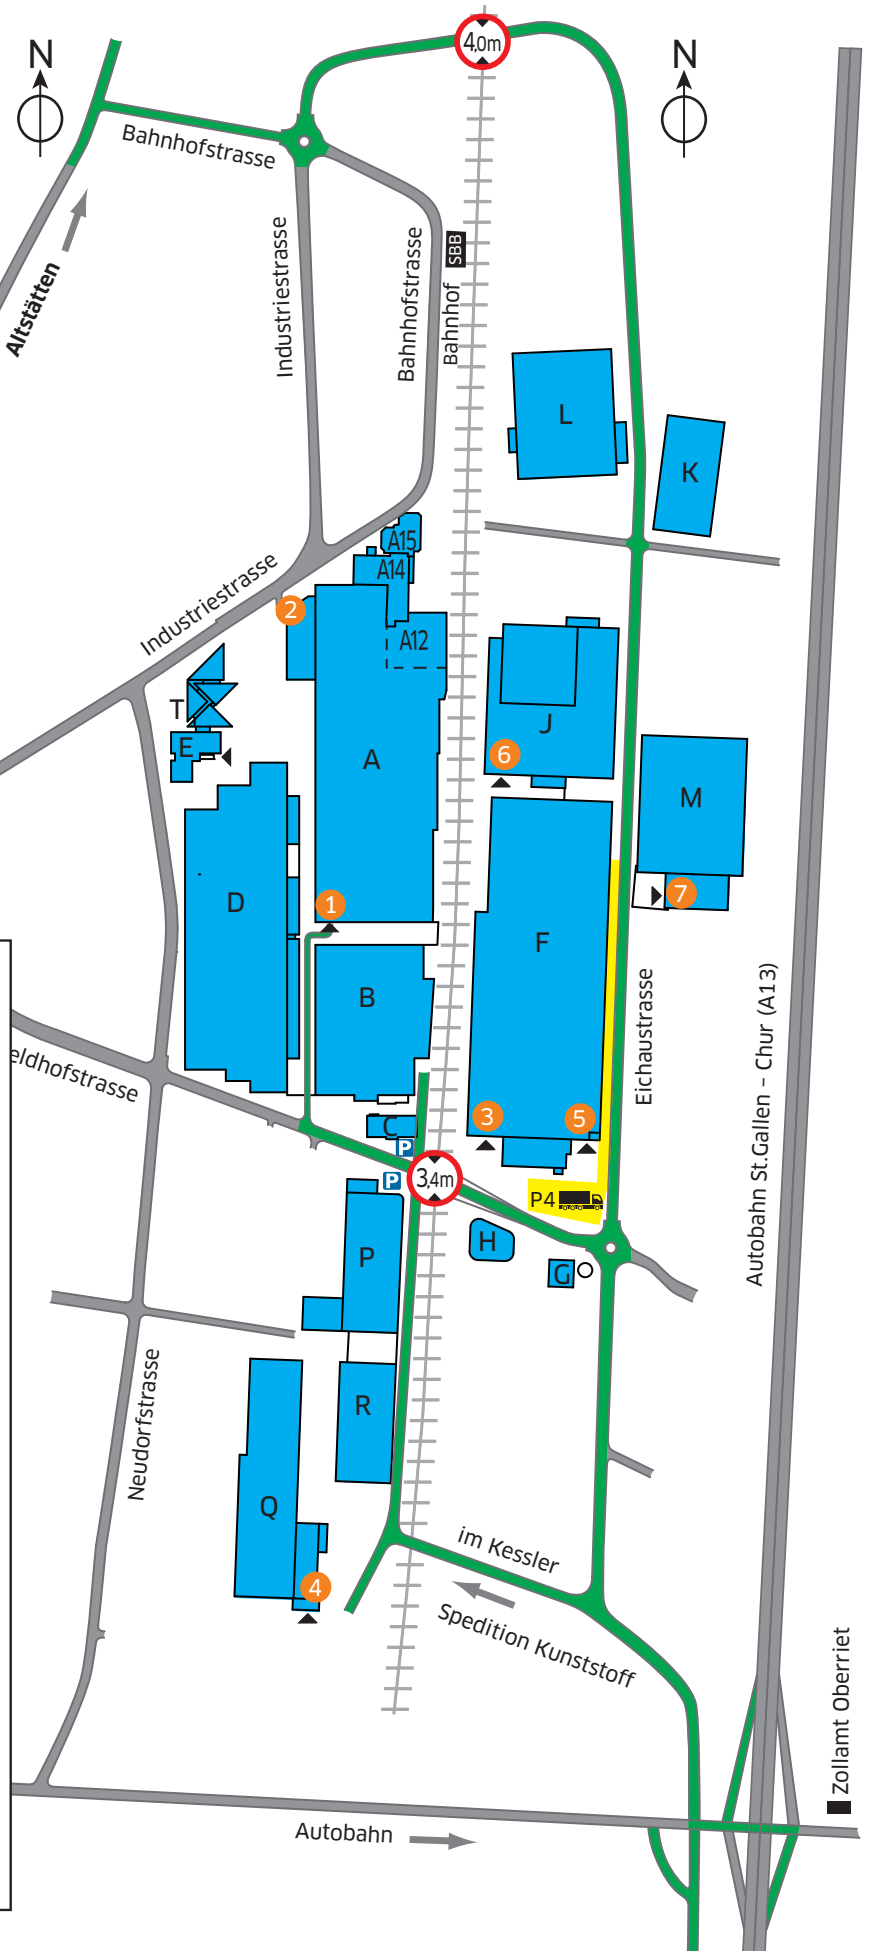 N
N
4,0m
Bahnhofstrasse
Altstätten
Industriestrasse
Bahnhofstrasse
Bahnhof
SBB
L
K
A15
A14
A12
Industriestrasse
2
T
E
A
J
6
M
7
D
1
F
B
eldhofstrasse
Eichaustrasse
Autobahn St.Gallen - Chur (A13)
3
5
C
P
P
3,4m
P4
H
G
P
R
Neudorfstrasse
Q
4
im Kessler
Spedition Kunststoff
Zollamt Oberriet
Autobahn